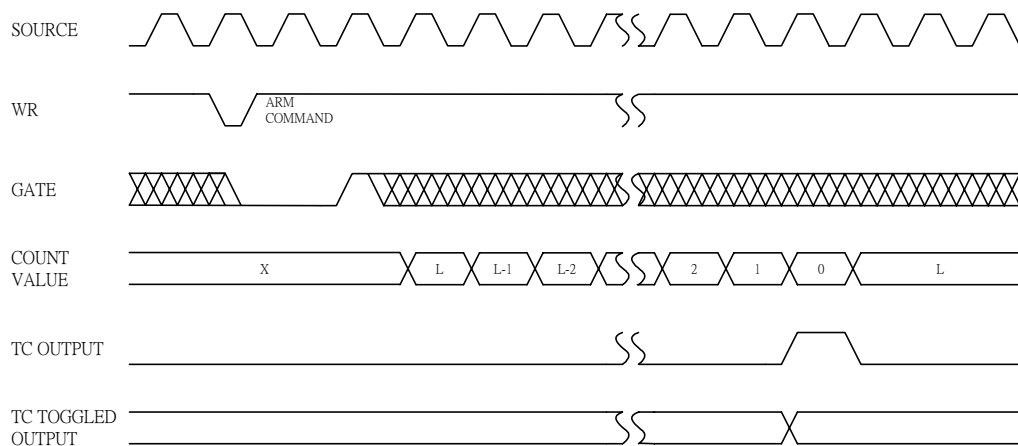 SOURCE
WR
ARM
COMMAND
GATE
COUNT
VALUE
X
L
L-1
L-2
2
1
0
L
TC OUTPUT
TC TOGGLED
OUTPUT